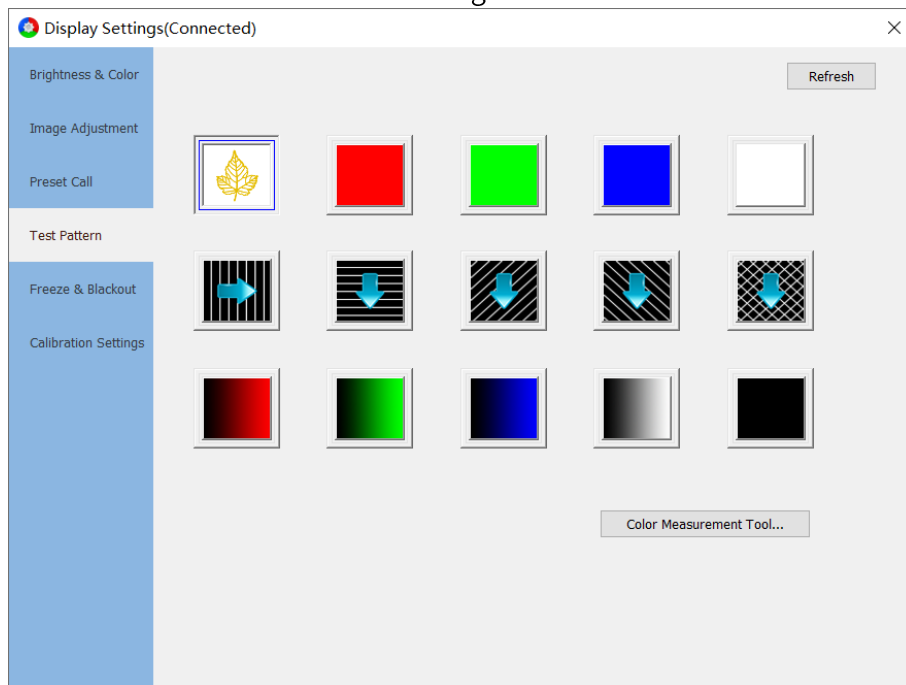 Display Settings(Connected)
Brightness & Color
Refresh
Image Adjustment
Preset Call
Test Pattern
Freeze & Blackout
Calibration Settings
Color Measurement Tool...